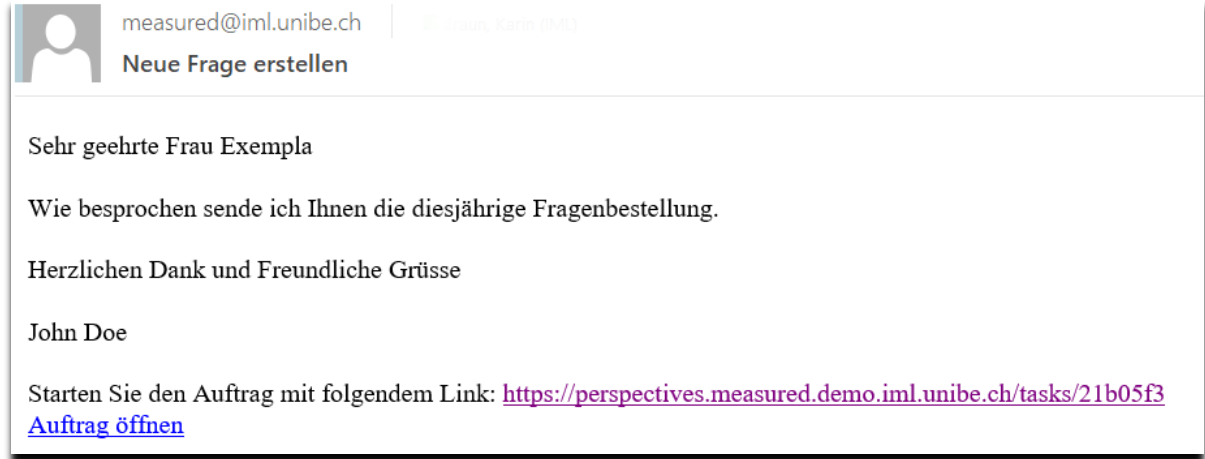 measured@iml.unibe.ch
Neue Frage erstellen
Sehr geehrte Frau Exempla
Wie besprochen sende ich Ihnen die diesjährige Fragenbestellung.
Herzlichen Dank und Freundliche Grüsse
John Doe
Starten Sie den Auftrag mit folgendem Link: https://perspectives.measured.demo.iml.unibe.ch/tasks/21b05f3
Auftrag öffnen